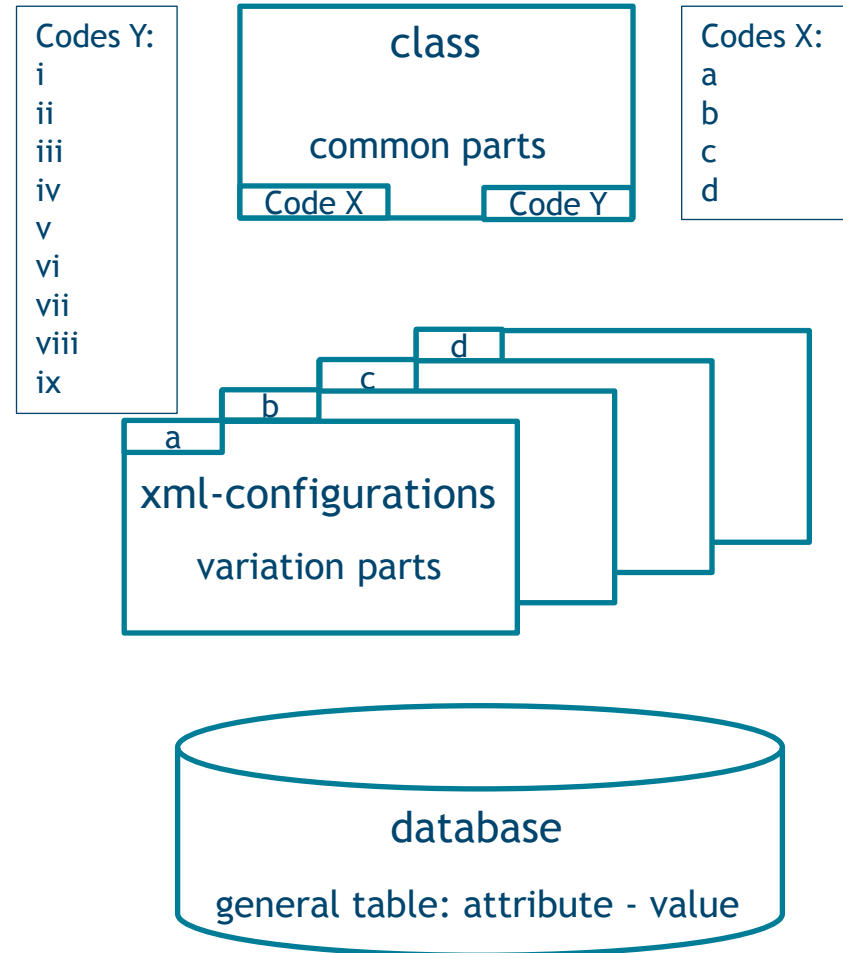 Codes Y:
i
ii
iii
iv
v
vi
vii
viii
ix
class
common parts
Code X
Code Y
Codes X:
a
b
c
d
d
c
b
a
xml-configurations
variation parts
database
general table: attribute - value